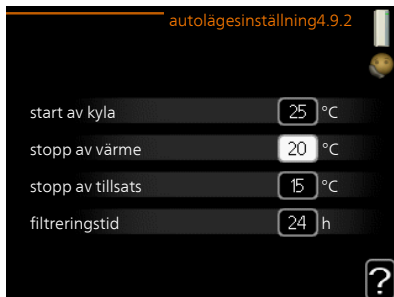 autolägesinställning4.9.2
start av kyla 25 °C
stopp av värme 20 °C
stopp av tillsats 15 °C
filtreringstid 24 h
?